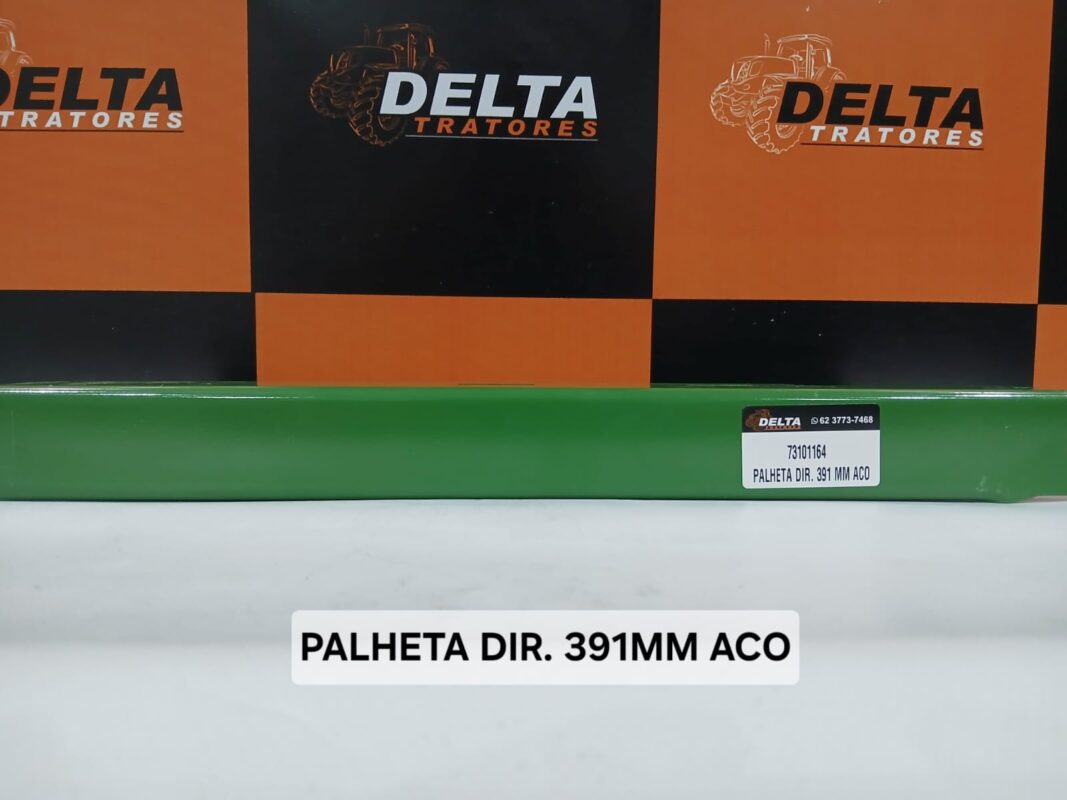 DELTA
TRATORES
DELTA
TRATORES
DELTA
TRATORES
DELTA
TRATORES
62 3773-7468
73101164
PALHETA DIR. 391 MM ACO
PALHETA DIR. 391MM ACO